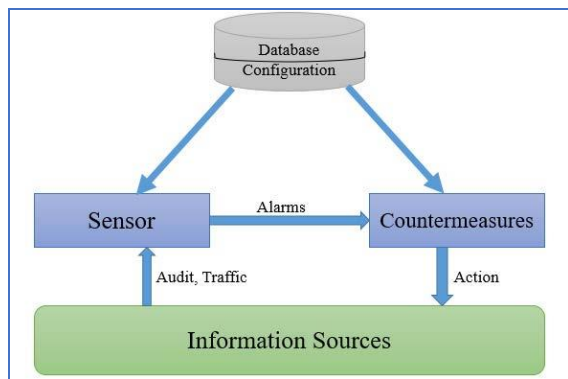 Database
Configuration
Sensor
Alarms
Countermeasures
Audit, Traffic
Action
Information Sources